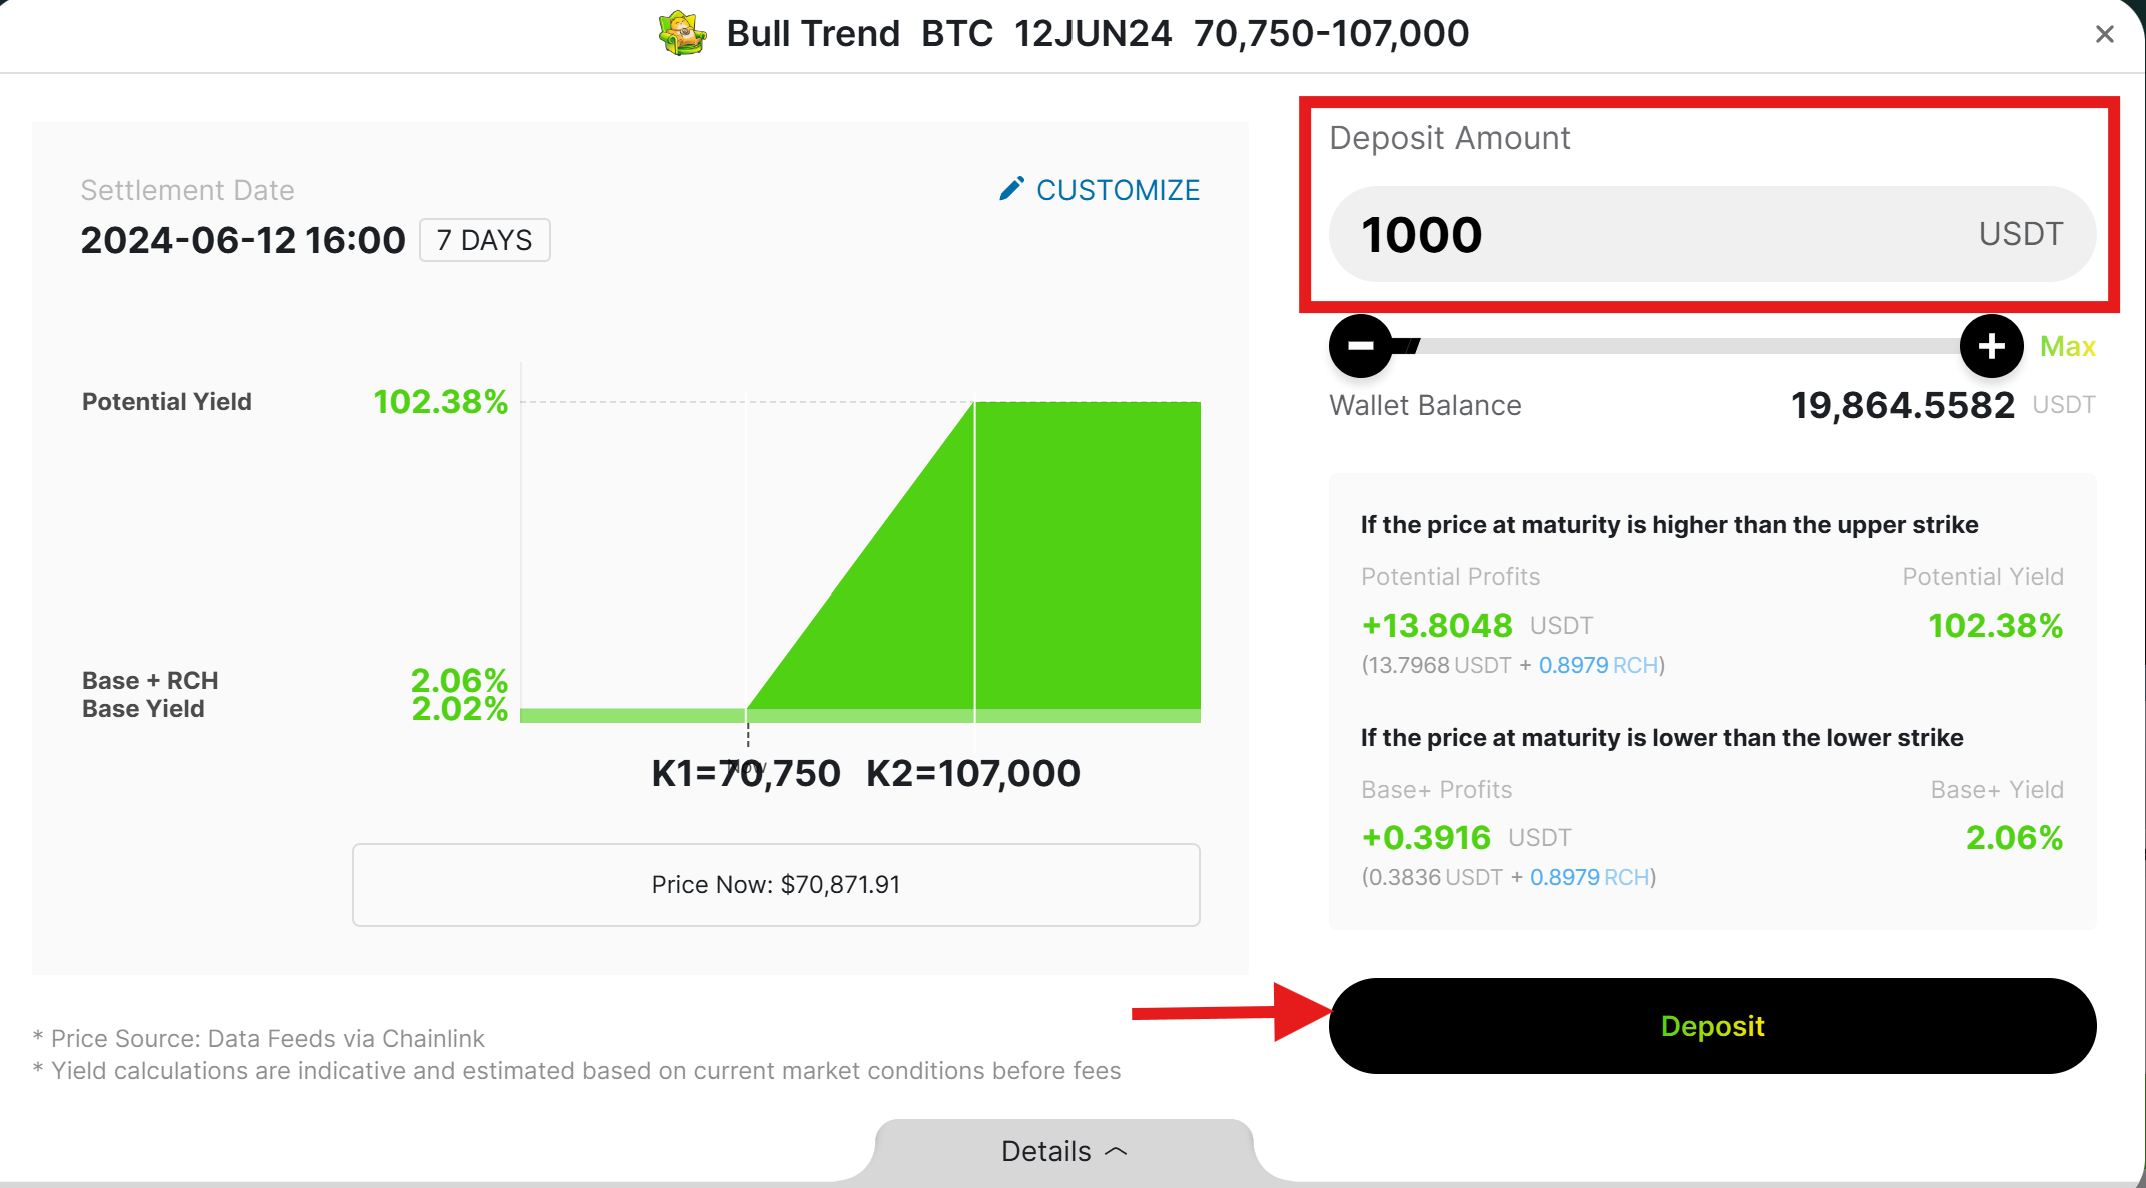 Bull Trend BTC 12JUN24 70,750-107,000
Settlement Date
2024-06-12 16:00 7 DAYS
CUSTOMIZE
Potential Yield 102.38%
Base + RCH 2.06%
Base Yield 2.02%
Now
K1=70,750 K2=107,000
Price Now: $70,871.91
* Price Source: Data Feeds via Chainlink
* Yield calculations are indicative and estimated based on current market conditions before fees
Deposit Amount
1000 USDT
Max
Wallet Balance 19,864.5582 USDT
If the price at maturity is higher than the upper strike
Potential Profits Potential Yield
+13.8048 USDT 102.38%
(13.7968 USDT + 0.8979 RCH)
If the price at maturity is lower than the lower strike
Base+ Profits Base+ Yield
+0.3916 USDT 2.06%
(0.3836 USDT + 0.8979 RCH)
Deposit
Details